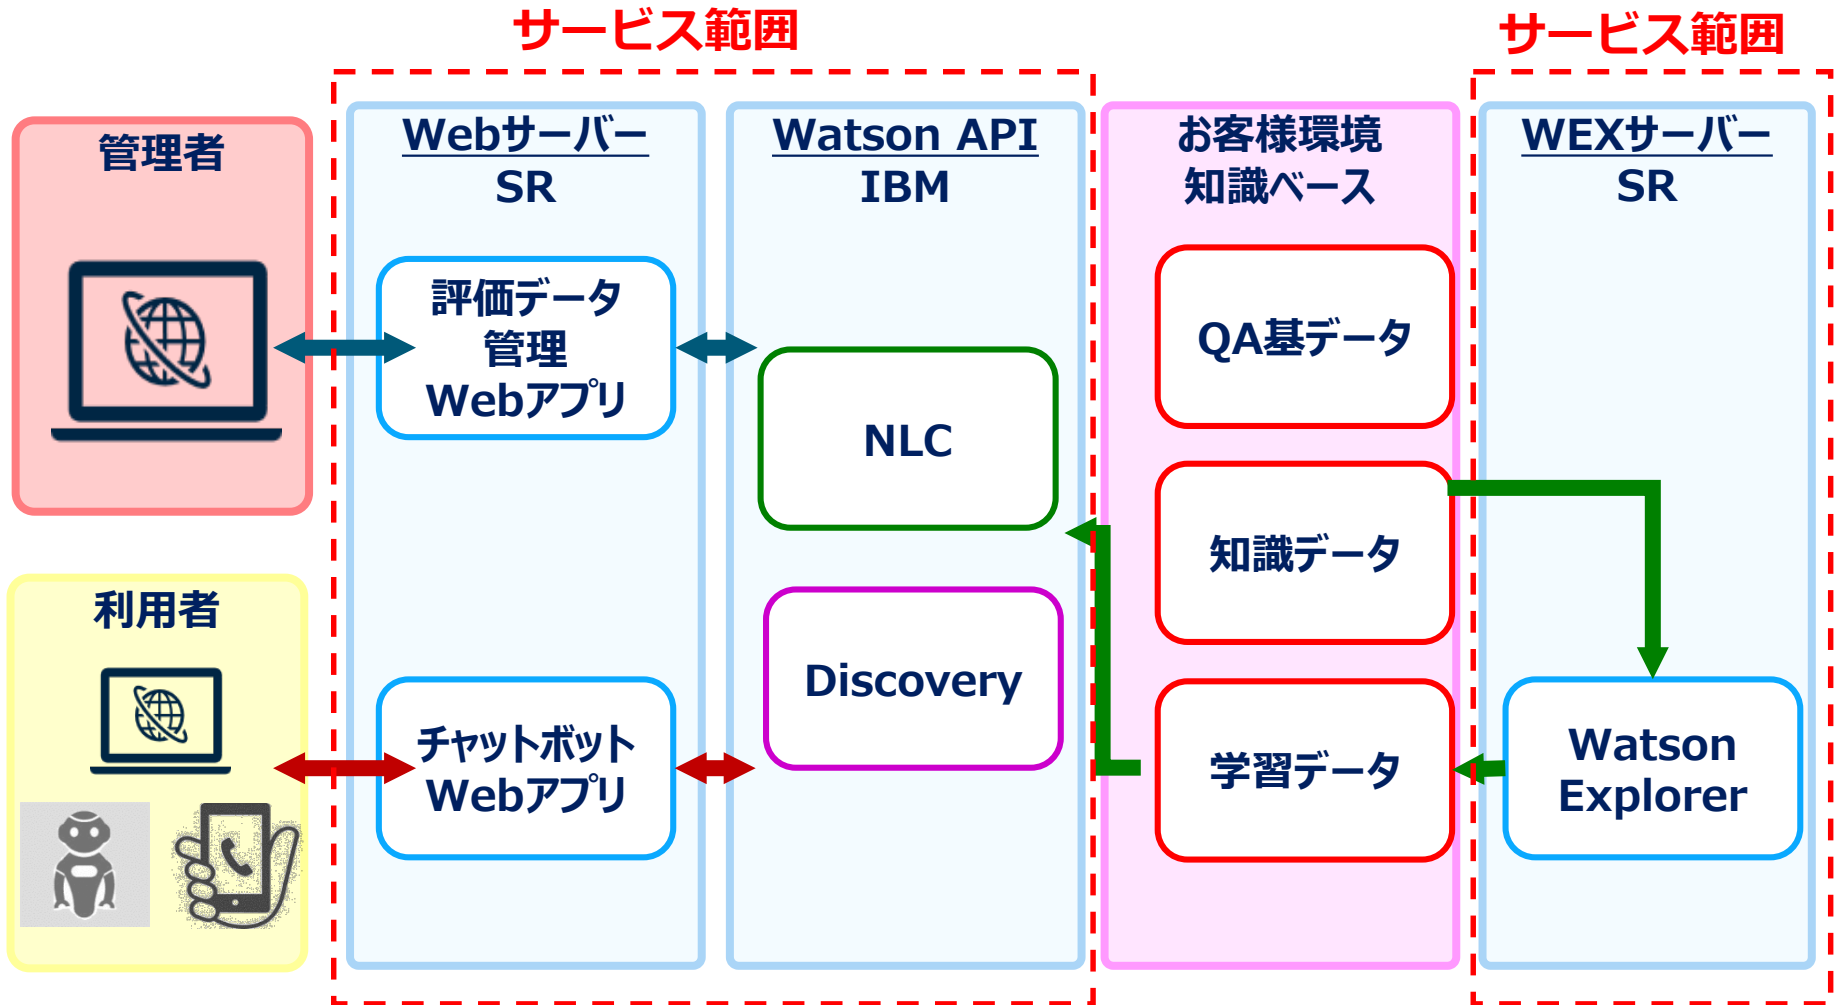 サービス範囲
サービス範囲
管理者
Webサーバー
SR
Watson API
IBM
お客様環境
知識ベース
WEXサーバー
SR
評価データ
管理
Webアプリ
NLC
QA基データ
知識データ
利用者
チャットボット
Webアプリ
Discovery
学習データ
Watson
Explorer